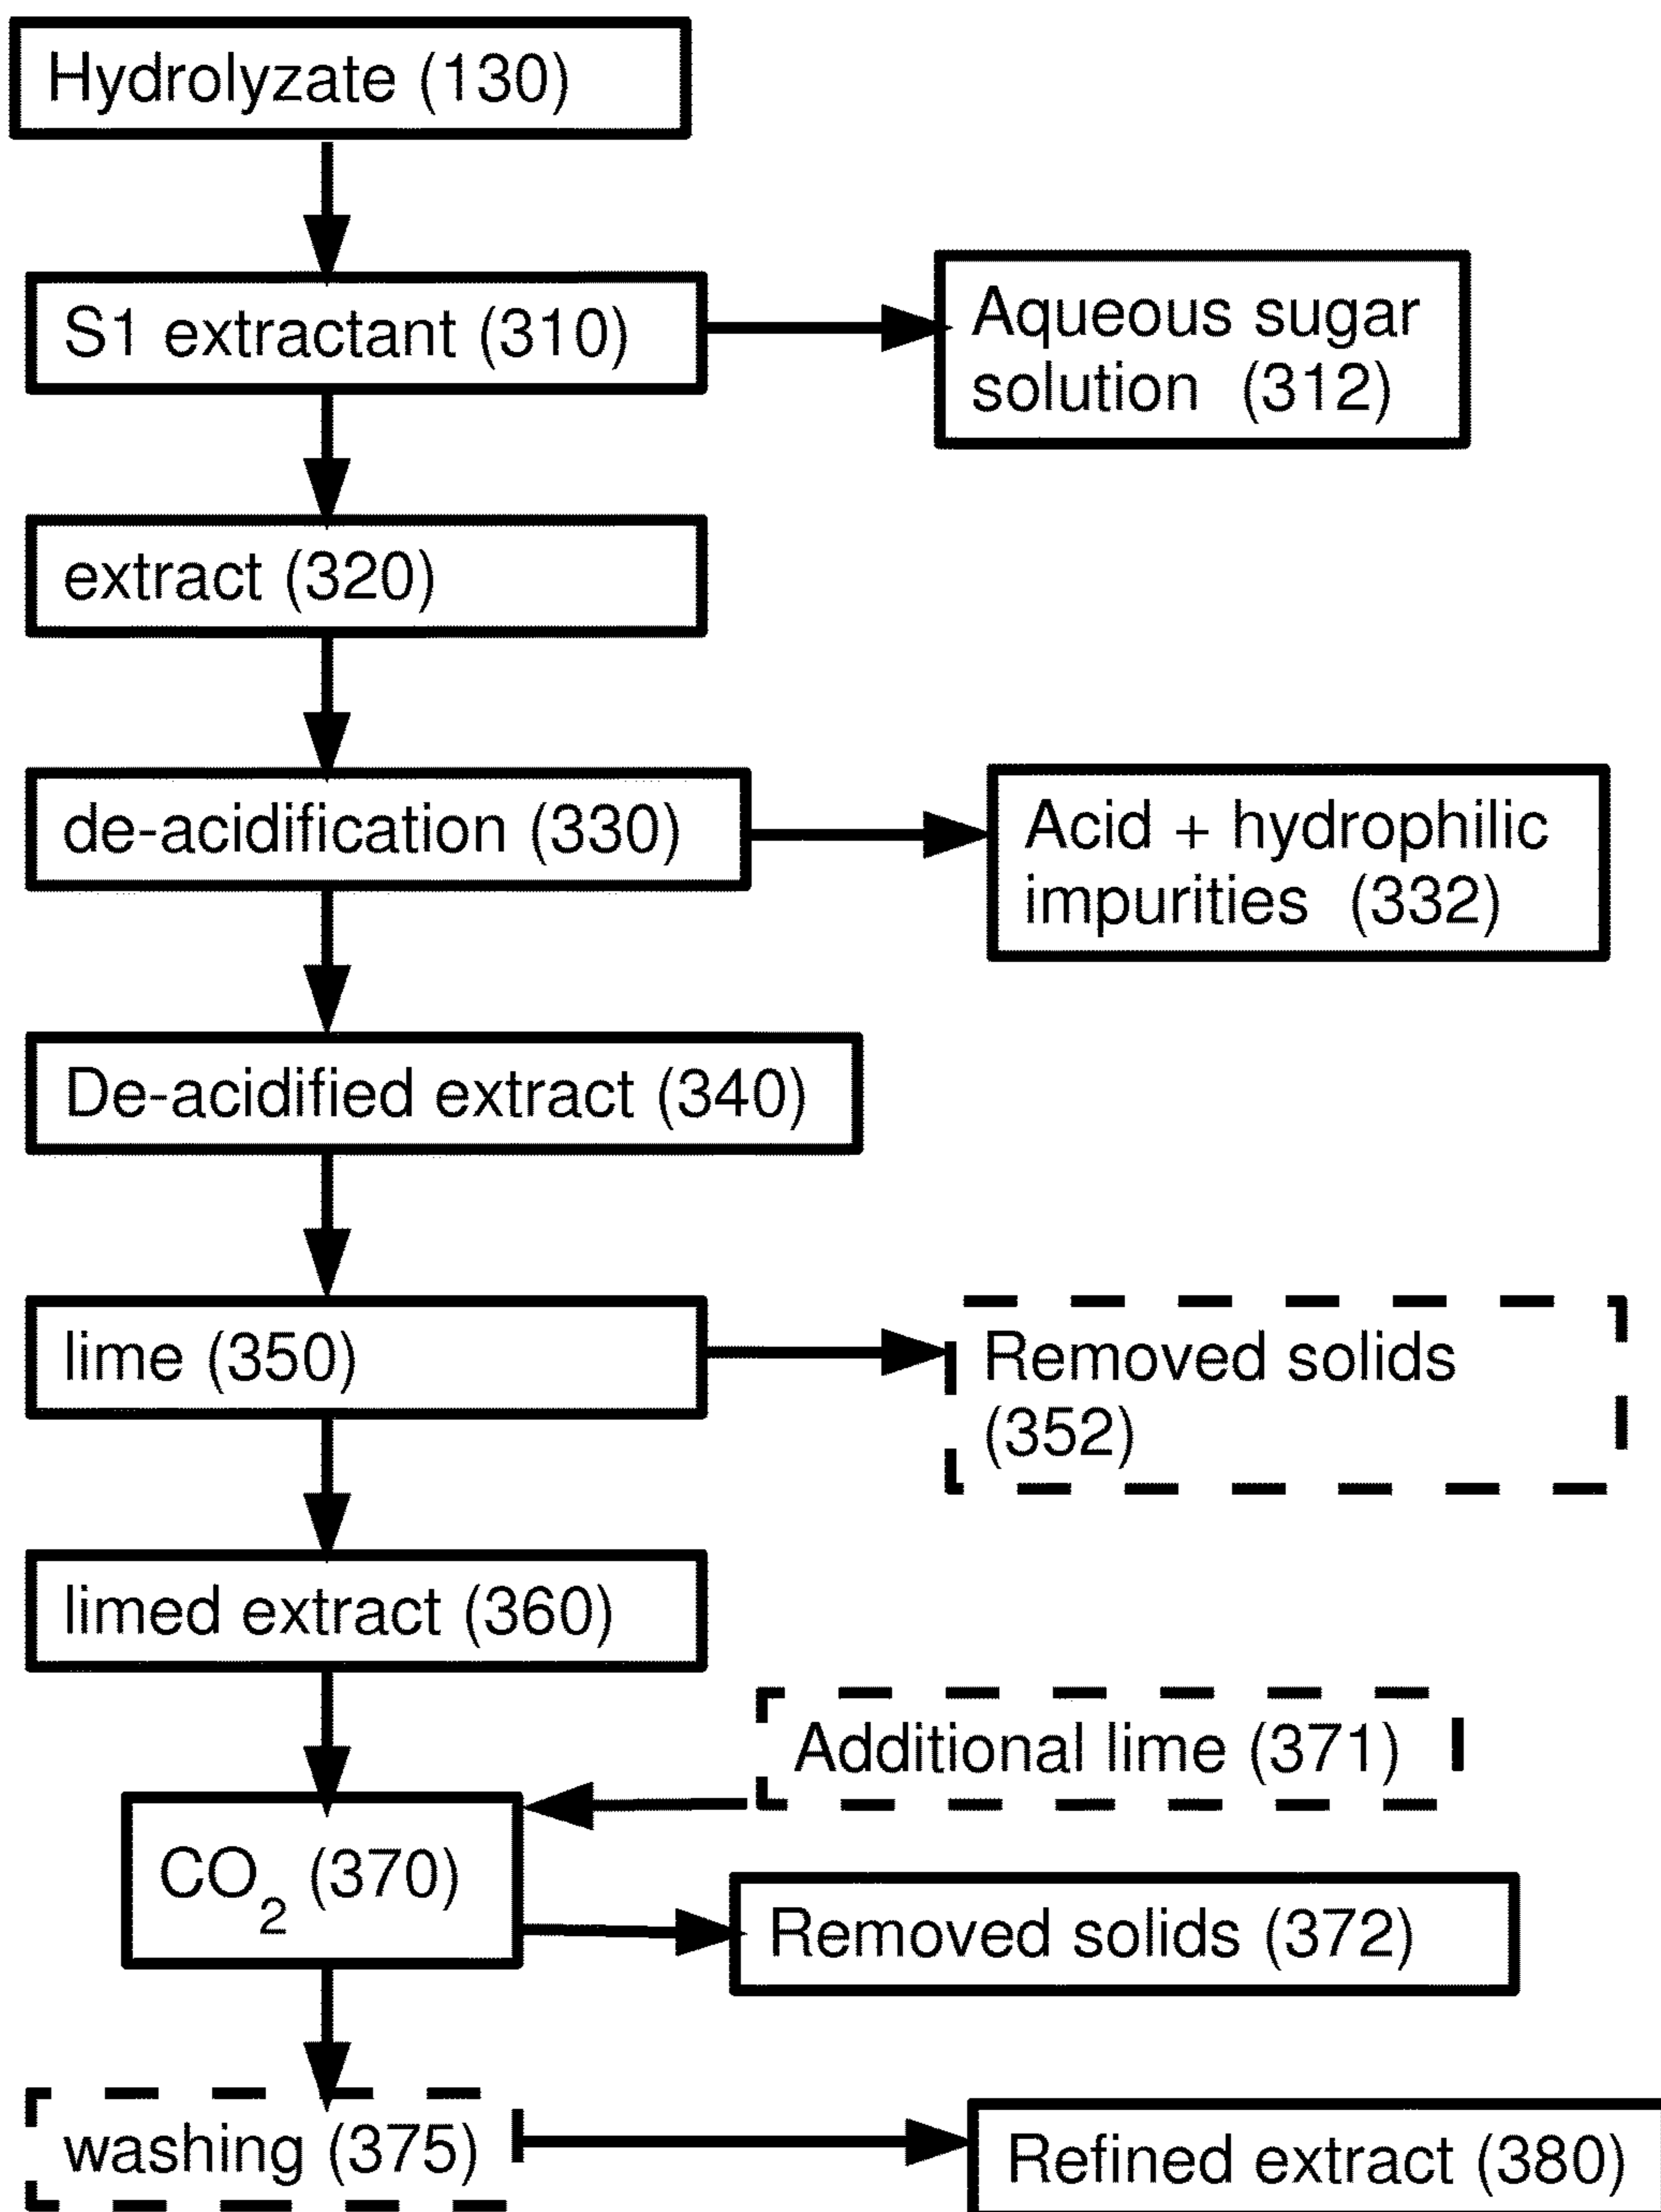 Hydrolyzate (130)
S1 extractant (310)
Aqueous sugar
solution (312)
extract (320)
de-acidification (330)
Acid + hydrophilic
impurities (332)
De-acidified extract (340)
lime (350)
Removed solids
(352)
limed extract (360)
Additional lime (371)
CO2 (370)
Removed solids (372)
washing (375)
Refined extract (380)